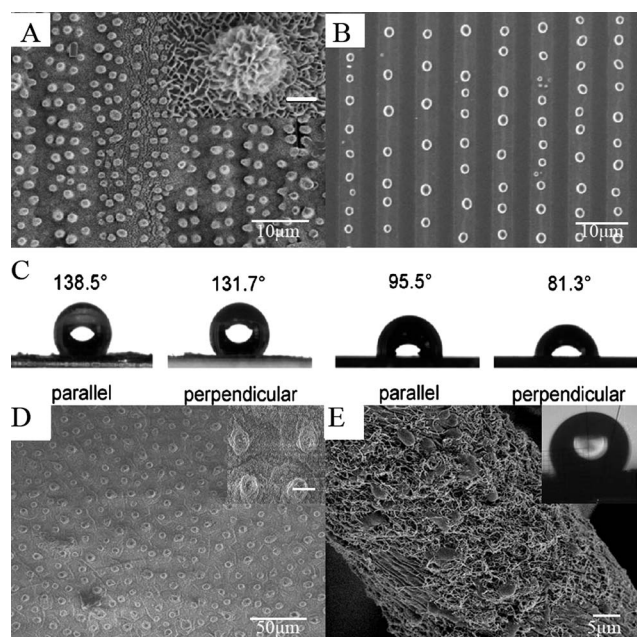 A
B
10μm
10μm
C
138.5°
131.7°
95.5°
81.3°
parallel
perpendicular
parallel
perpendicular
D
E
50μm
5μm